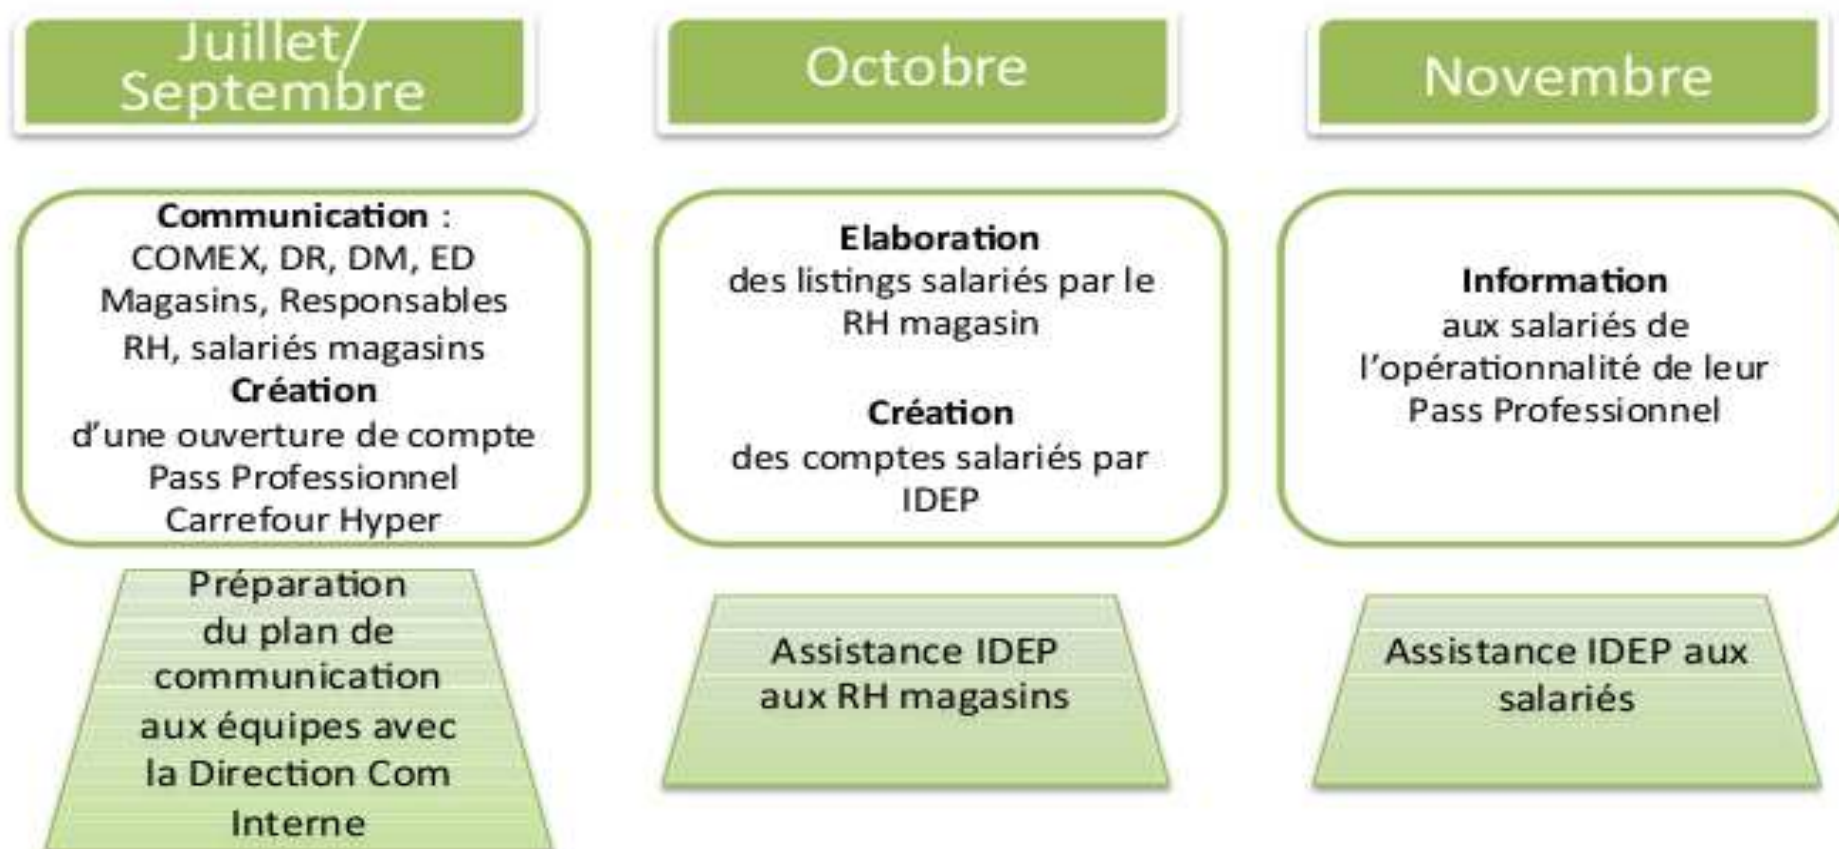 Juillet/
Septembre
Octobre
Novembre
Communication :
COMEX, DR, DM, ED
Magasins, Responsables
RH, salariés magasins
Création
d’une ouverture de compte
Pass Professionnel
Carrefour Hyper
Elaboration
des listings salariés par le
RH magasin
Création
des comptes salariés par
IDEP
Information
aux salariés de
l’opérationnalité de leur
Pass Professionnel
Préparation
du plan de
communication
aux équipes avec
la Direction Com
Interne
Assistance IDEP
aux RH magasins
Assistance IDEP aux
salariés